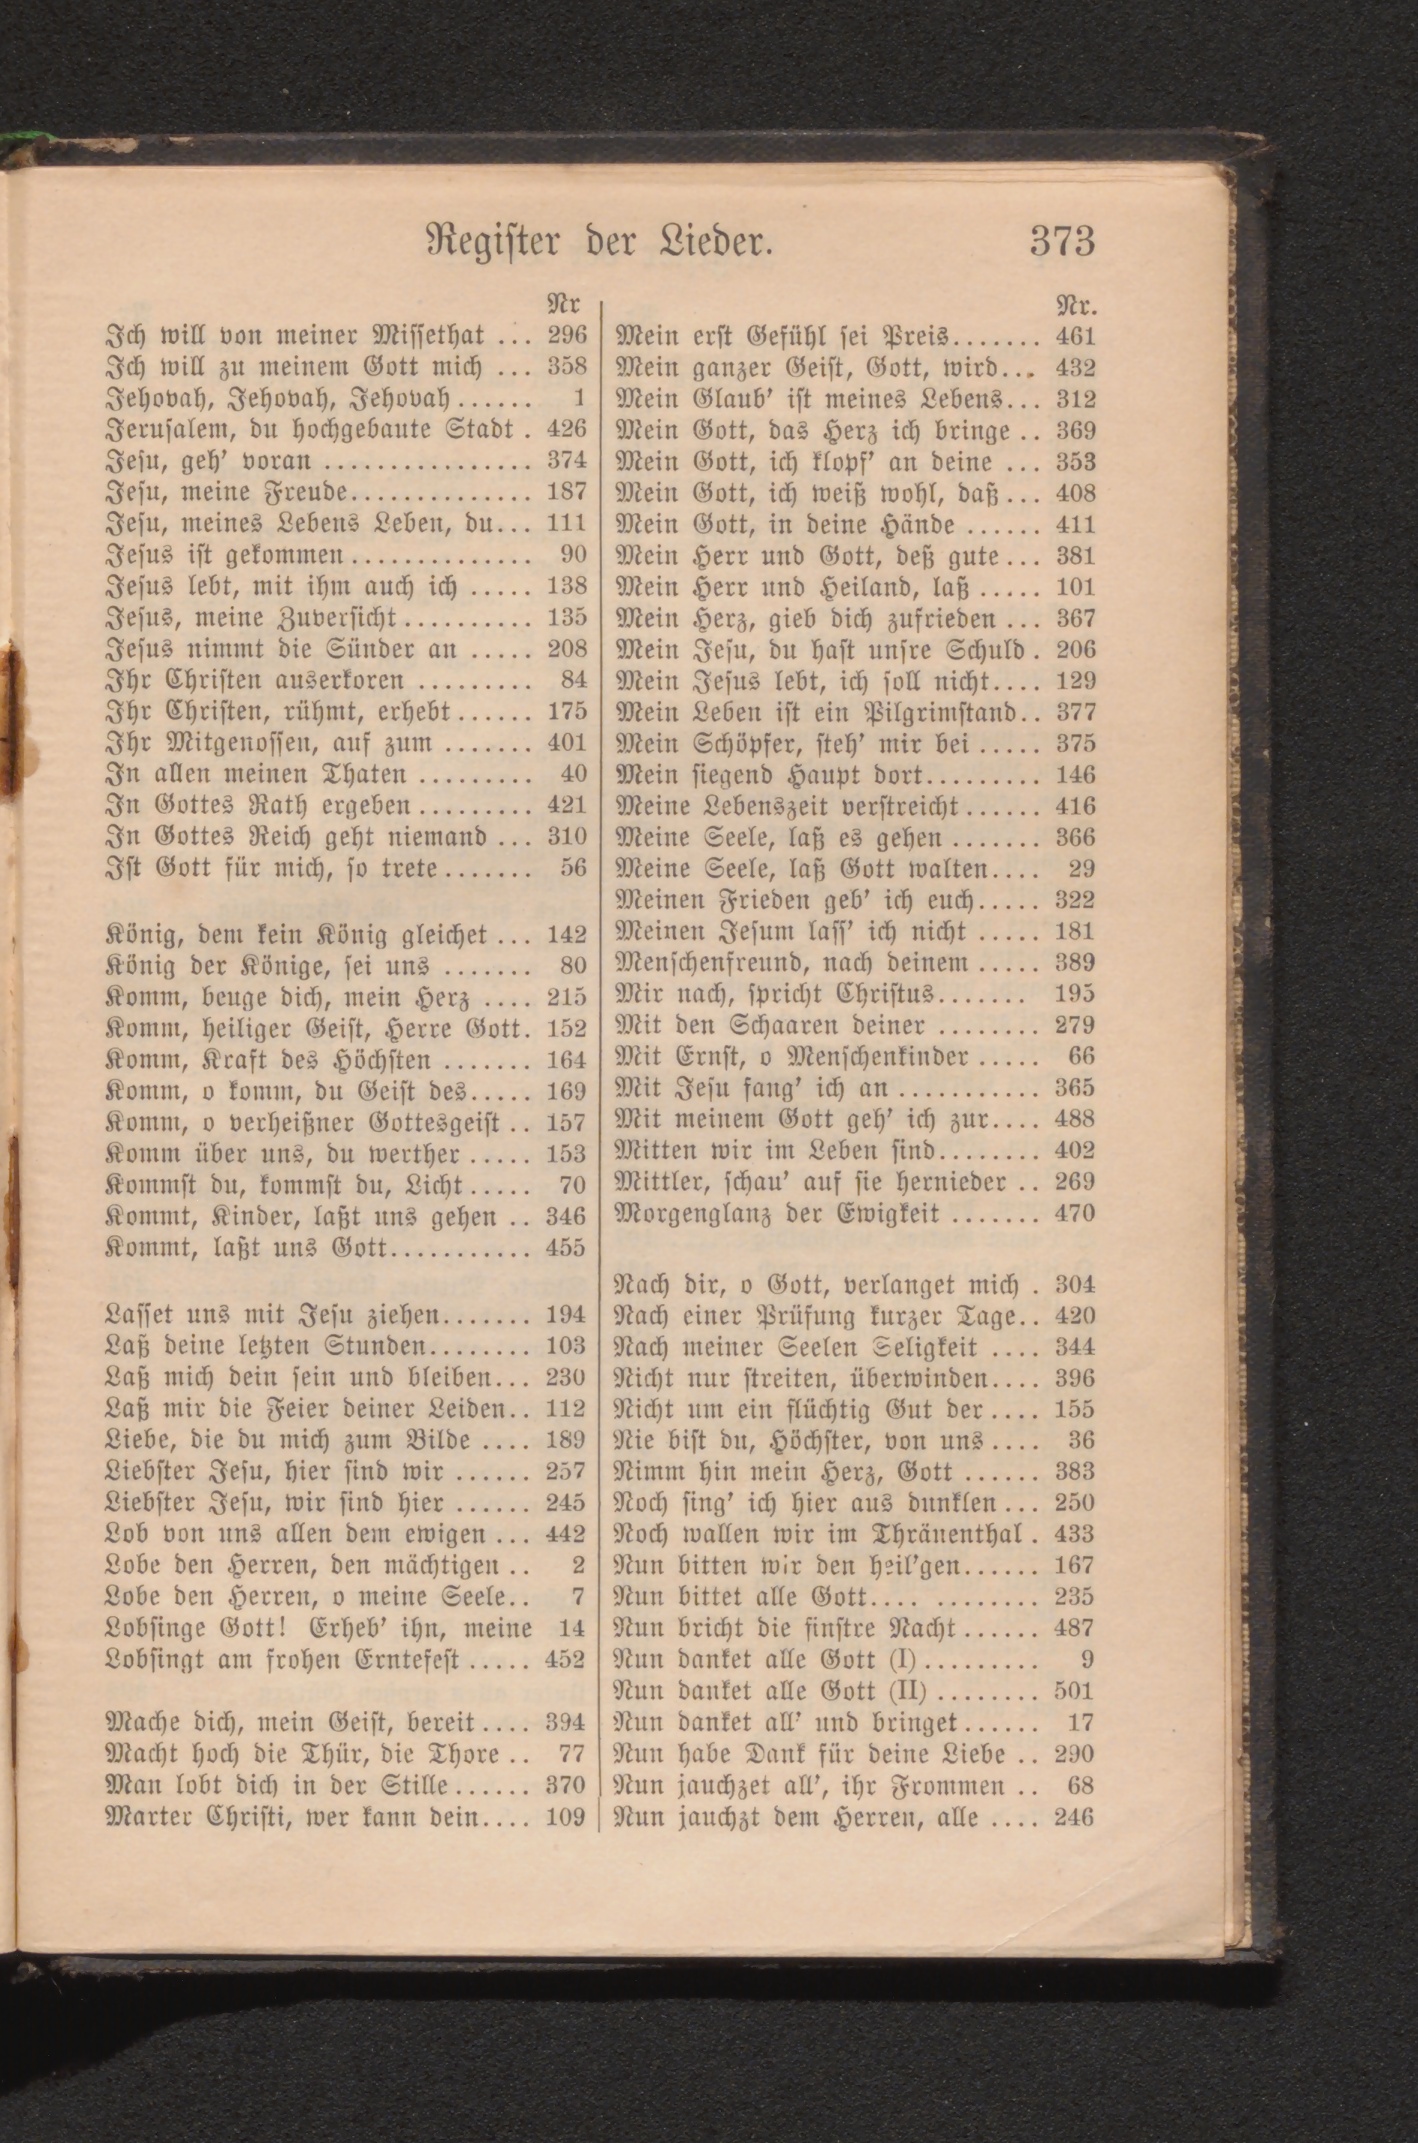 Register der Lieder. 373
Nr
Ich will von meiner Missethat ... 296
Ich will zu meinem Gott mich ... 358
Jehovah, Jehovah, Jehovah ...... 1
Jerusalem, du hochgebaute Stadt . 426
Jesu, geh' voran ................ 374
Jesu, meine Freude.............. 187
Jesu, meines Lebens Leben, du... 111
Jesus ist gekommen .............. 90
Jesus lebt, mit ihm auch ich ..... 138
Jesus, meine Zuversicht .......... 135
Jesus nimmt die Sünder an ..... 208
Ihr Christen auserkoren ......... 84
Ihr Christen, rühmt, erhebt ...... 175
Ihr Mitgenossen, auf zum ....... 401
In allen meinen Thaten ......... 40
In Gottes Rath ergeben ......... 421
In Gottes Reich geht niemand ... 310
Ist Gott für mich, so trete ....... 56
König, dem kein König gleichet ... 142
König der Könige, sei uns ....... 80
Komm, beuge dich, mein Herz .... 215
Komm, heiliger Geist, Herre Gott. 152
Komm, Kraft des Höchsten ....... 164
Komm, o komm, du Geist des..... 169
Komm, o verheißner Gottesgeist .. 157
Komm über uns, du werther ..... 153
Kommst du, kommst du, Licht ..... 70
Kommt, Kinder, laßt uns gehen .. 346
Kommt, laßt uns Gott........... 455
Lasset uns mit Jesu ziehen....... 194
Laß deine letzten Stunden........ 103
Laß mich dein sein und bleiben... 230
Laß mir die Feier deiner Leiden.. 112
Liebe, die du mich zum Bilde .... 189
Liebster Jesu, hier sind wir ...... 257
Liebster Jesu, wir sind hier ...... 245
Lob von uns allen dem ewigen ... 442
Lobe den Herren, den mächtigen .. 2
Lobe den Herren, o meine Seele.. 7
Lobsinge Gott! Erheb' ihn, meine 14
Lobsingt am frohen Erntefest ..... 452
Mache dich, mein Geist, bereit .... 394
Macht hoch die Thür, die Thore .. 77
Man lobt dich in der Stille ...... 370
Marter Christi, wer kann dein.... 109
Nr.
Mein erst Gefühl sei Preis....... 461
Mein ganzer Geist, Gott, wird... 432
Mein Glaub' ist meines Lebens... 312
Mein Gott, das Herz ich bringe .. 369
Mein Gott, ich klopf' an deine ... 353
Mein Gott, ich weiß wohl, daß ... 408
Mein Gott, in deine Hände ...... 411
Mein Herr und Gott, deß gute ... 381
Mein Herr und Heiland, laß ..... 101
Mein Herz, gieb dich zufrieden ... 367
Mein Jesu, du hast unsre Schuld . 206
Mein Jesus lebt, ich soll nicht.... 129
Mein Leben ist ein Pilgrimstand.. 377
Mein Schöpfer, steh' mir bei ..... 375
Mein siegend Haupt dort......... 146
Meine Lebenszeit verstreicht ...... 416
Meine Seele, laß es gehen ....... 366
Meine Seele, laß Gott walten.... 29
Meinen Frieden geb' ich euch..... 322
Meinen Jesum lass' ich nicht ..... 181
Menschenfreund, nach deinem ..... 389
Mir nach, spricht Christus....... 195
Mit den Schaaren deiner ........ 279
Mit Ernst, o Menschenkinder ..... 66
Mit Jesu fang' ich an ........... 365
Mit meinem Gott geh' ich zur.... 488
Mitten wir im Leben sind........ 402
Mittler, schau' auf sie hernieder .. 269
Morgenglanz der Ewigkeit ....... 470
Nach dir, o Gott, verlanget mich . 304
Nach einer Prüfung kurzer Tage.. 420
Nach meiner Seelen Seligkeit .... 344
Nicht nur streiten, überwinden.... 396
Nicht um ein flüchtig Gut der .... 155
Nie bist du, Höchster, von uns .... 36
Nimm hin mein Herz, Gott ...... 383
Noch sing' ich hier aus dunklen ... 250
Noch wallen wir im Thränenthal . 433
Nun bitten wir den heil'gen...... 167
Nun bittet alle Gott.... ........ 235
Nun bricht die finstre Nacht ...... 487
Nun danket alle Gott (I) ......... 9
Nun danket alle Gott (II) ........ 501
Nun danket all' und bringet ...... 17
Nun habe Dank für deine Liebe .. 290
Nun jauchzet all', ihr Frommen .. 68
Nun jauchzt dem Herren, alle .... 246